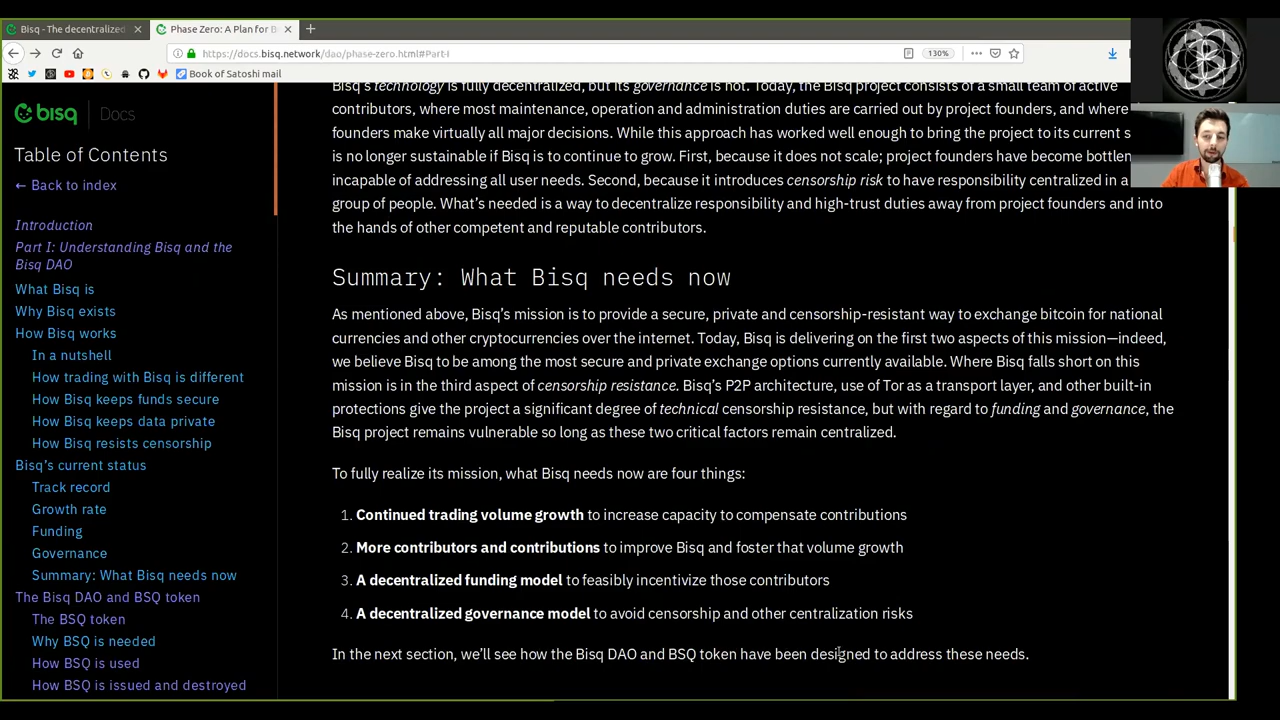 Bisq - The decentralized
Phase Zero: A Plan for B
https://docs.bisq.network/dao/phase-zero.html#Part-I
130%
Book of Satoshi mail
bisq
Docs
Table of Contents
← Back to index
Introduction
Part I: Understanding Bisq and the
Bisq DAO
What Bisq is
Why Bisq exists
How Bisq works
In a nutshell
How trading with Bisq is different
How Bisq keeps funds secure
How Bisq keeps data private
How Bisq resists censorship
Bisq's current status
Track record
Growth rate
Funding
Governance
Summary: What Bisq needs now
The Bisq DAO and BSQ token
The BSQ token
Why BSQ is needed
How BSQ is used
How BSQ is issued and destroyed
Bisq's technology is fully decentralized, but its governance is not. Today, the Bisq project consists of a small team of active
contributors, where most maintenance, operation and administration duties are carried out by project founders, and where
founders make virtually all major decisions. While this approach has worked well enough to bring the project to its current s
is no longer sustainable if Bisq is to continue to grow. First, because it does not scale; project founders have become bottlen
incapable of addressing all user needs. Second, because it introduces censorship risk to have responsibility centralized in a
group of people. What's needed is a way to decentralize responsibility and high-trust duties away from project founders and into
the hands of other competent and reputable contributors.
Summary: What Bisq needs now
As mentioned above, Bisq's mission is to provide a secure, private and censorship-resistant way to exchange bitcoin for national
currencies and other cryptocurrencies over the internet. Today, Bisq is delivering on the first two aspects of this mission—indeed,
we believe Bisq to be among the most secure and private exchange options currently available. Where Bisq falls short on this
mission is in the third aspect of censorship resistance. Bisq's P2P architecture, use of Tor as a transport layer, and other built-in
protections give the project a significant degree of technical censorship resistance, but with regard to funding and governance, the
Bisq project remains vulnerable so long as these two critical factors remain centralized.
To fully realize its mission, what Bisq needs now are four things:
1. Continued trading volume growth to increase capacity to compensate contributions
2. More contributors and contributions to improve Bisq and foster that volume growth
3. A decentralized funding model to feasibly incentivize those contributors
4. A decentralized governance model to avoid censorship and other centralization risks
In the next section, we'll see how the Bisq DAO and BSQ token have been designed to address these needs.